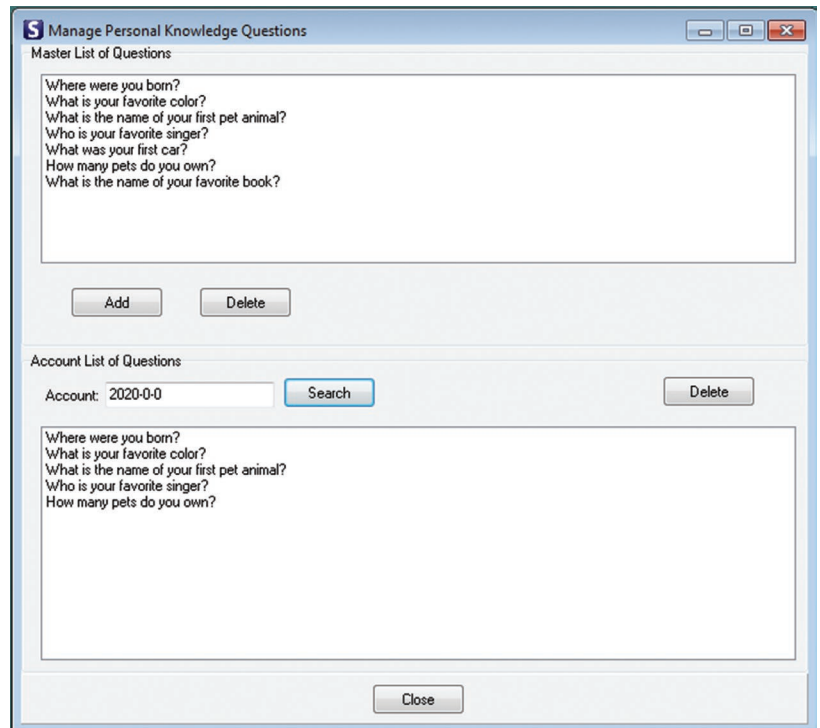 S Manage Personal Knowledge Questions
Master List of Questions
Where were you born?
What is your favorite color?
What is the name of your first pet animal?
Who is your favorite singer?
What was your first car?
How many pets do you own?
What is the name of your favorite book?
Add Delete
Account List of Questions
Account: 2020-0-0 Search Delete
Where were you born?
What is your favorite color?
What is the name of your first pet animal?
Who is your favorite singer?
How many pets do you own?
Close